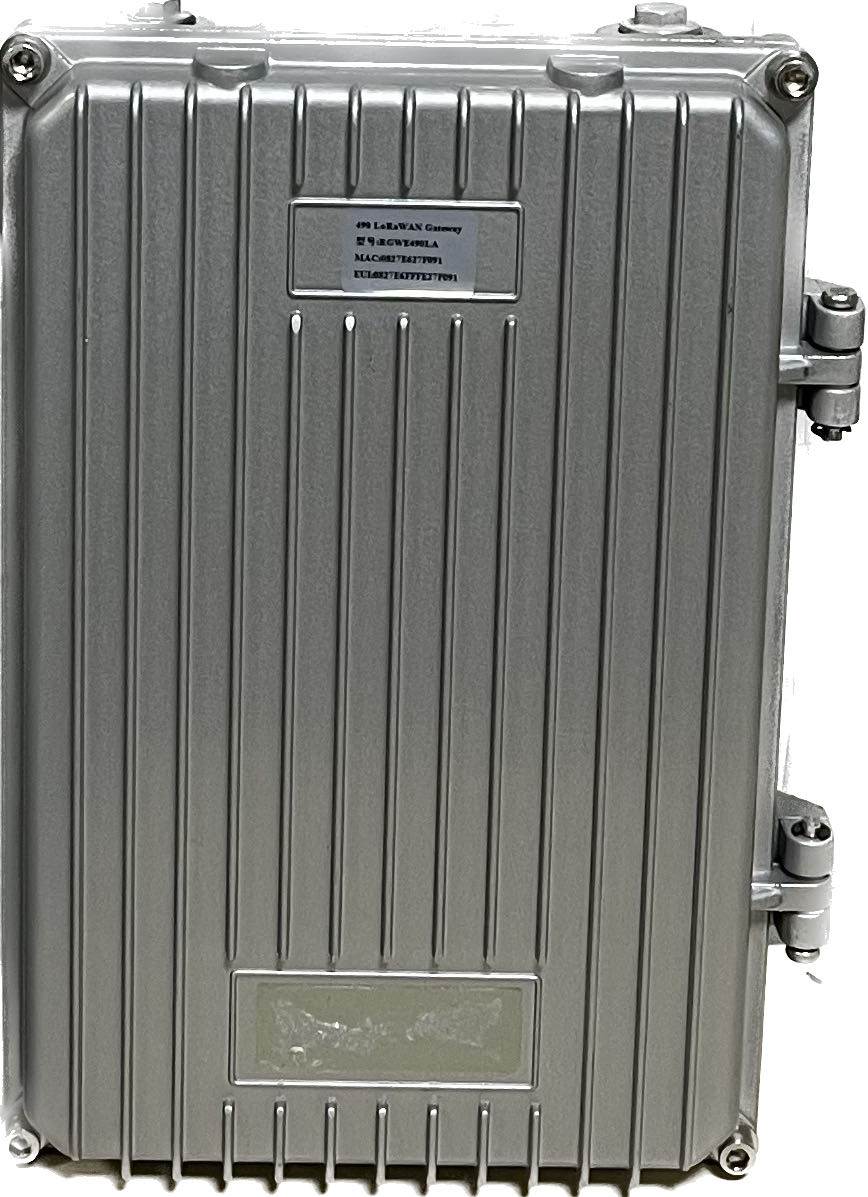 490 LoRaWAN Gateway
型号:RGWE490LA
MAC:0827E627F091
EUI:0827E6FFFE27F091